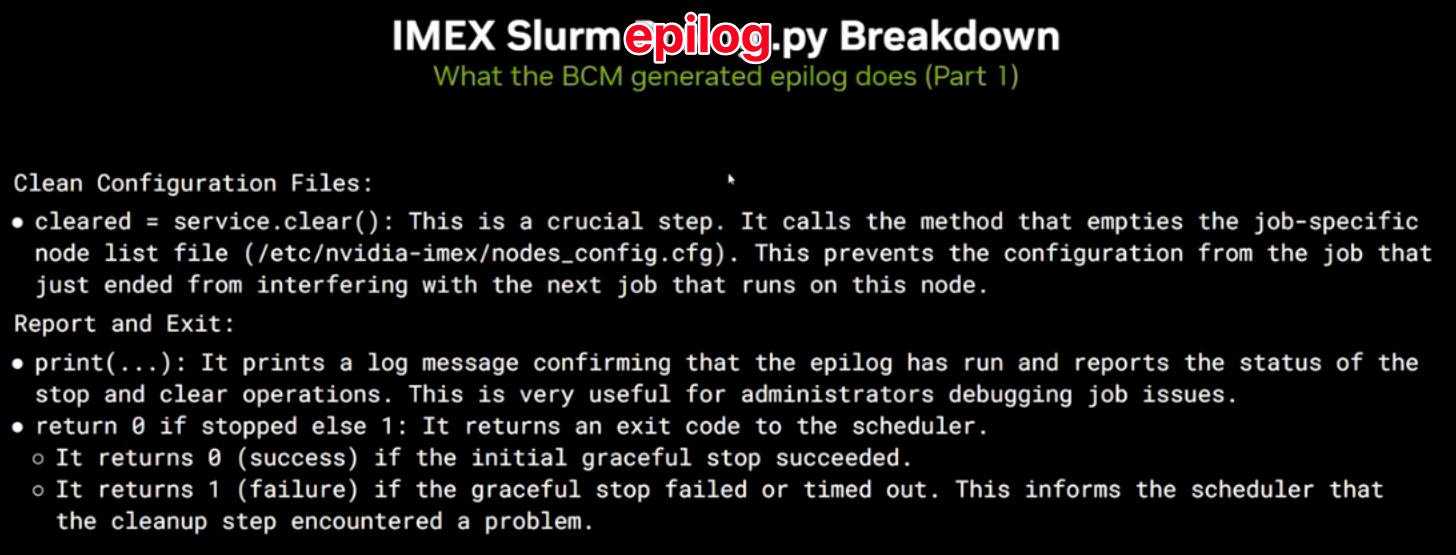 IMEX Slurm epilog.py Breakdown
What the BCM generated epilog does (Part 1)
Clean Configuration Files:
● cleared = service.clear(): This is a crucial step. It calls the method that empties the job-specific
node list file (/etc/nvidia-imex/nodes_config.cfg). This prevents the configuration from the job that
just ended from interfering with the next job that runs on this node.
Report and Exit:
● print(...): It prints a log message confirming that the epilog has run and reports the status of the
stop and clear operations. This is very useful for administrators debugging job issues.
● return 0 if stopped else 1: It returns an exit code to the scheduler.
○ It returns 0 (success) if the initial graceful stop succeeded.
○ It returns 1 (failure) if the graceful stop failed or timed out. This informs the scheduler that
the cleanup step encountered a problem.